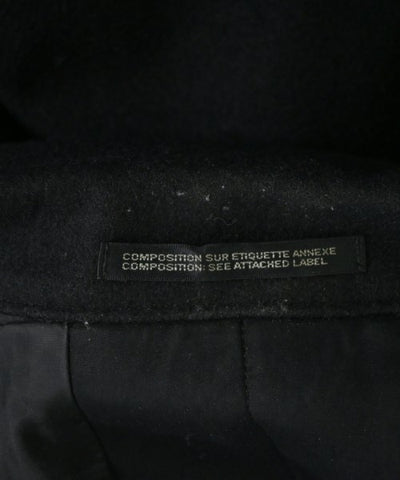 COMPOSITION SUR ETIQUETTE ANNEXE
COMPOSITION: SEE ATTACHED LABEL